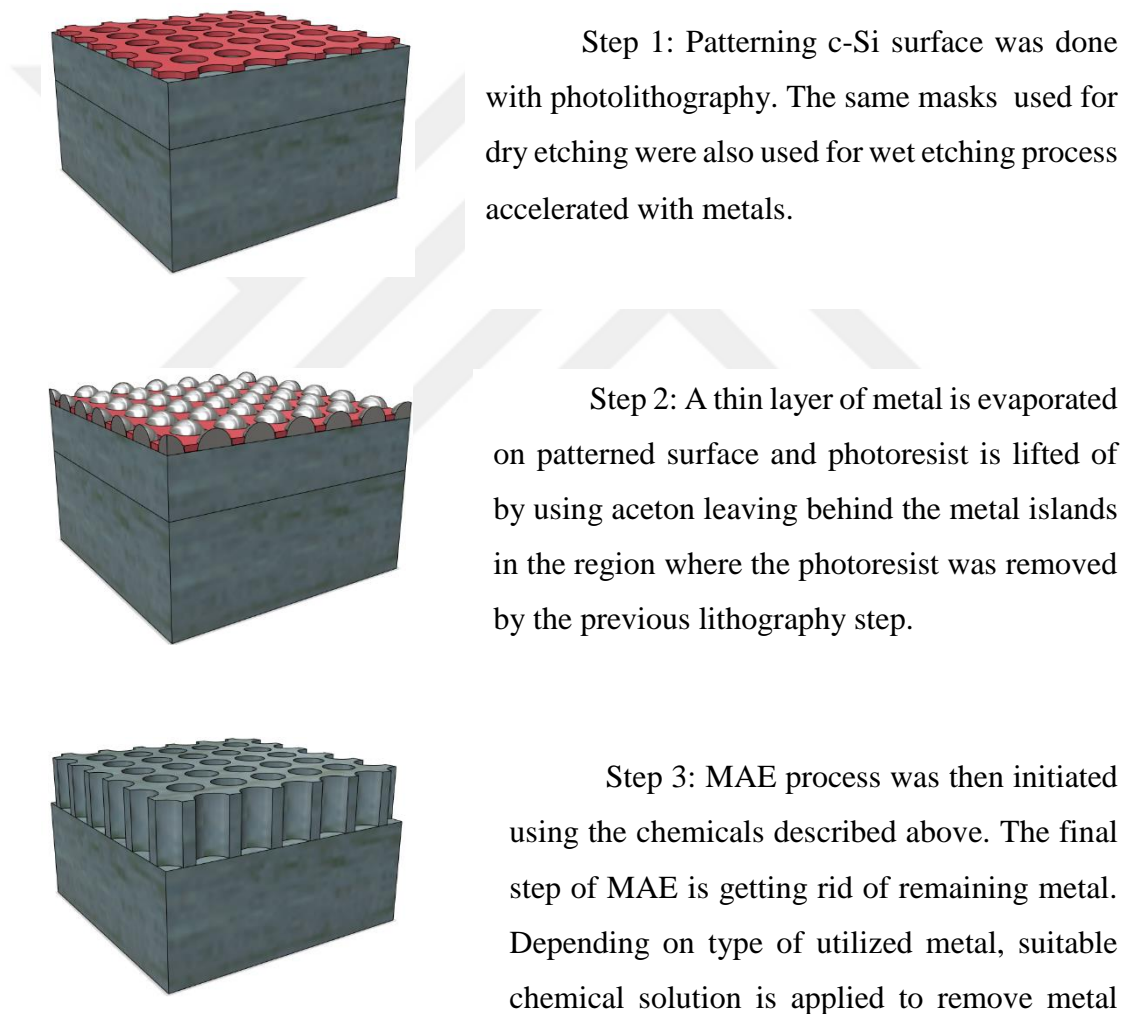 Step 1: Patterning c-Si surface was done
with photolithography. The same masks used for
dry etching were also used for wet etching process
accelerated with metals.
Step 2: A thin layer of metal is evaporated
on patterned surface and photoresist is lifted of
by using aceton leaving behind the metal islands
in the region where the photoresist was removed
by the previous lithography step.
Step 3: MAE process was then initiated
using the chemicals described above. The final
step of MAE is getting rid of remaining metal.
Depending on type of utilized metal, suitable
chemical solution is applied to remove metal